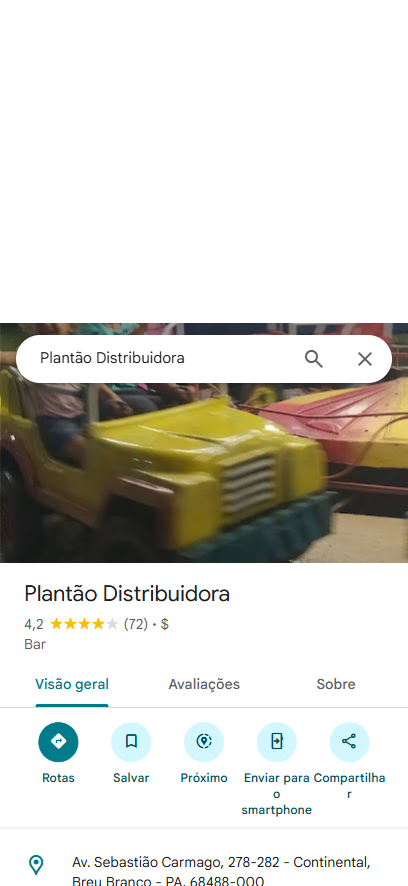 Plantão Distribuidora
Plantão Distribuidora
4,2 (72) · $
Bar
Visão geral Avaliações Sobre
Rotas Salvar Próximo Enviar para o smartphone Compartilhar
Av. Sebastião Carmago, 278-282 - Continental,
Breu Branco - PA, 68488-000